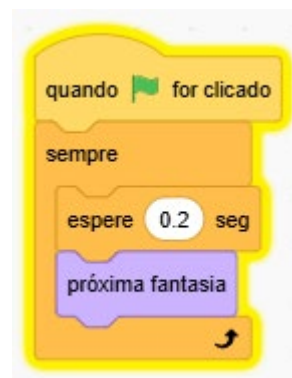 quando for clicado
sempre
espere 0.2 seg
próxima fantasia